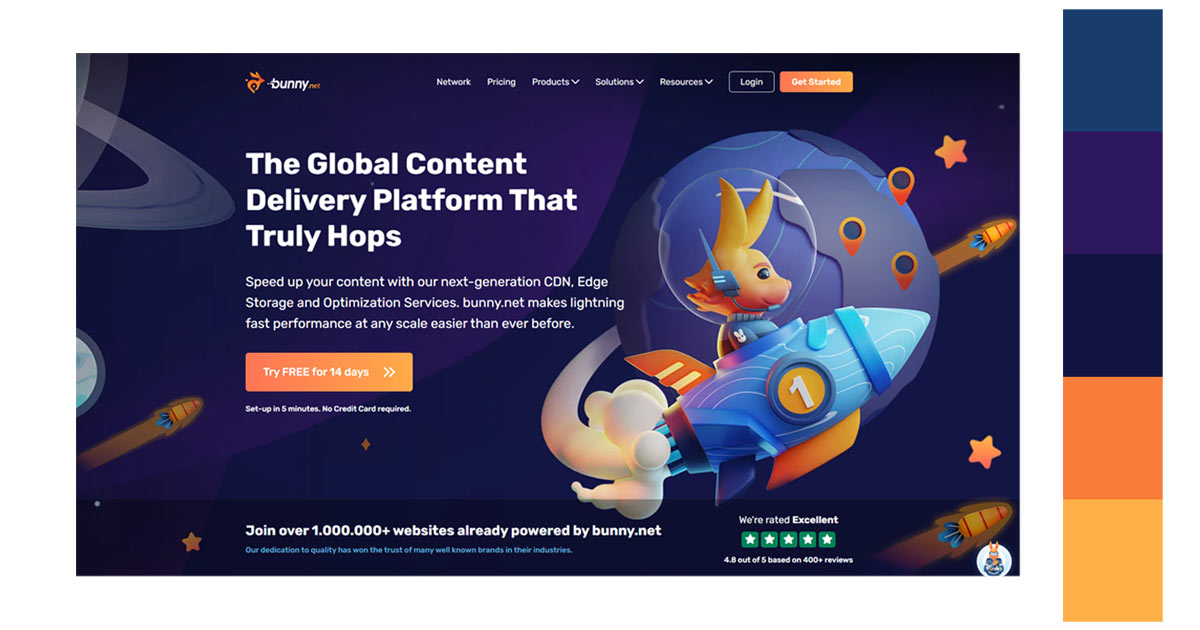 bunny.net
Network
Pricing
Products
Solutions
Resources
Login
Get Started
The Global Content
Delivery Platform That
Truly Hops
Speed up your content with our next-generation CDN, Edge
Storage and Optimization Services. bunny.net makes lightning
fast performance at any scale easier than ever before.
Try FREE for 14 days
Set-up in 5 minutes. No Credit Card required.
1
Join over 1.000.000+ websites already powered by bunny.net
Our dedication to quality has won the trust of many well known brands in their industries.
We're rated Excellent
4.8 out of 5 based on 400+ reviews